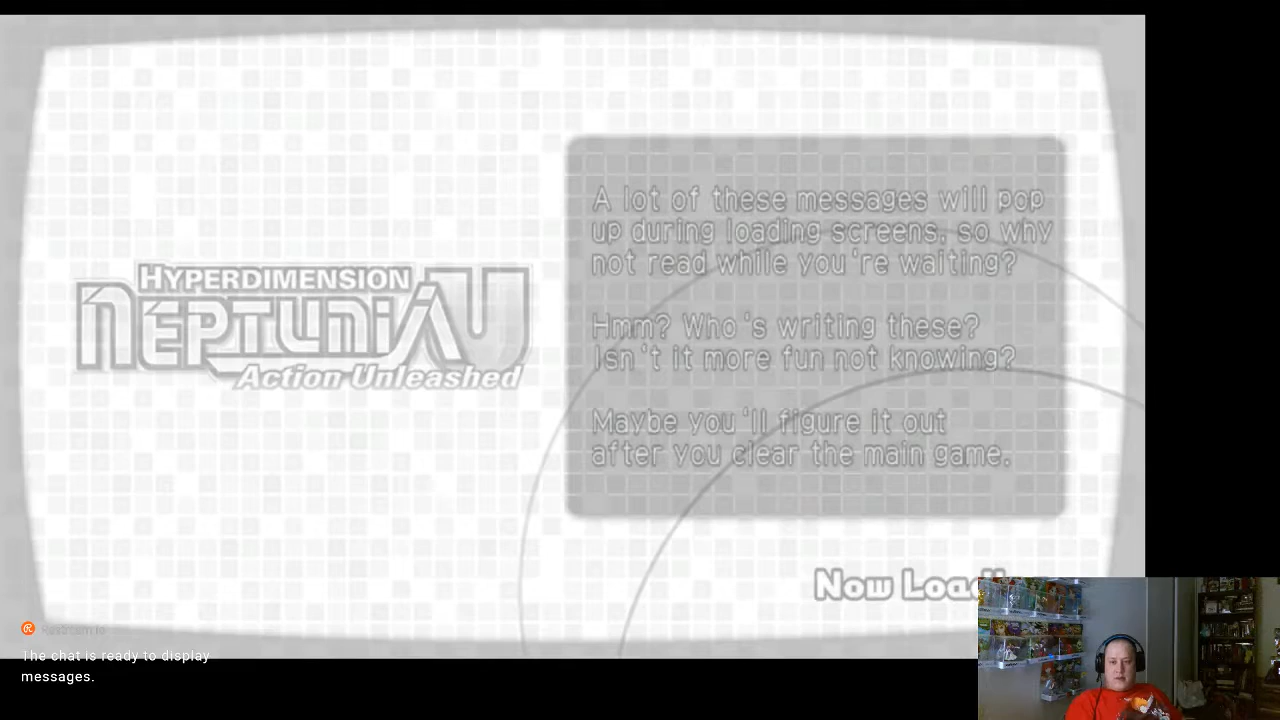 A lot of these messages will pop
up during loading screens, so why
not read while you're waiting?
Hmm? Who's writing these?
Isn't it more fun not knowing?
Maybe you'll figure it out
after you clear the main game.
HYPERDIMENSION
NEPTUNIA U
Action Unleashed
Now
The chat is ready to display
messages.